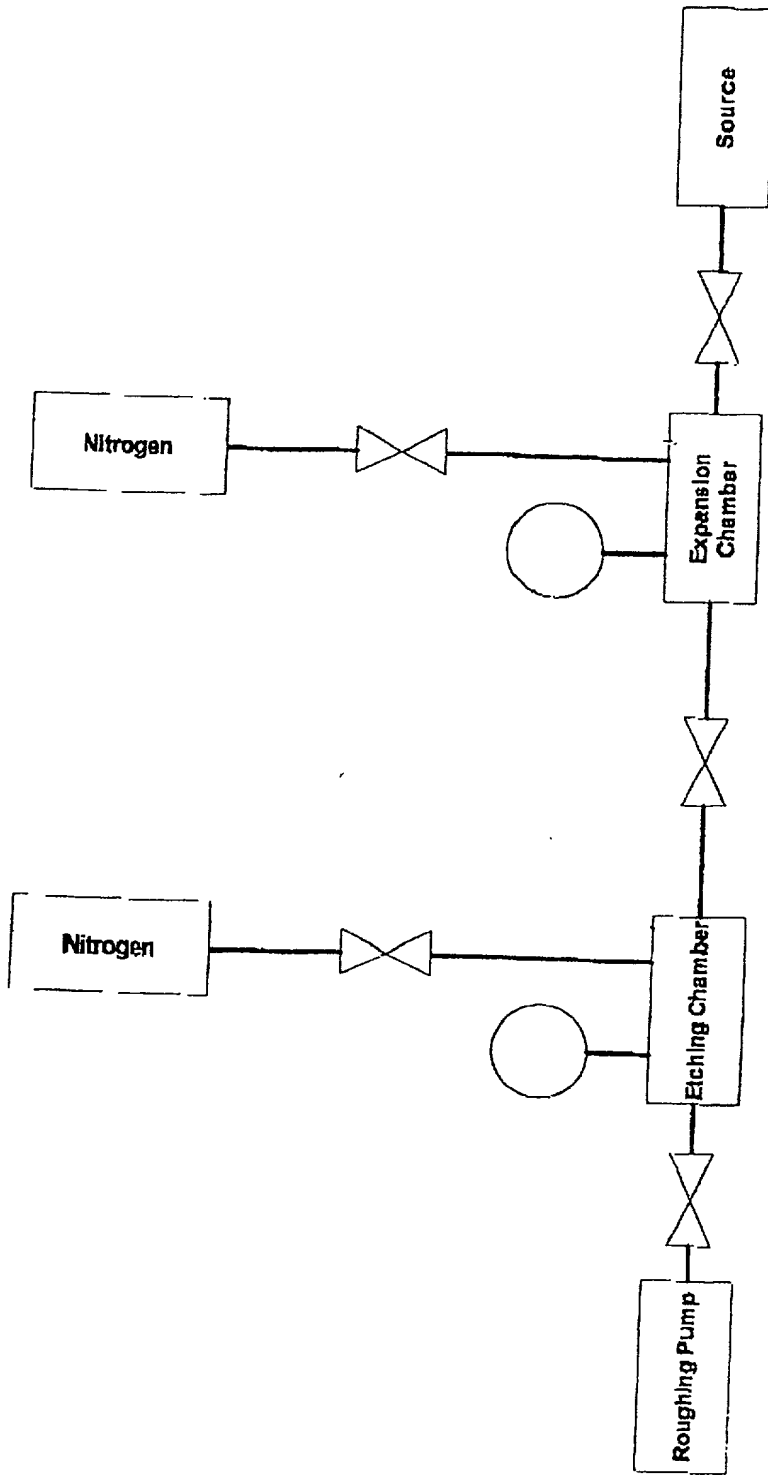 Nitrogen
Source
Expansion
Chamber
Nitrogen
Etching Chamber
Roughing Pump